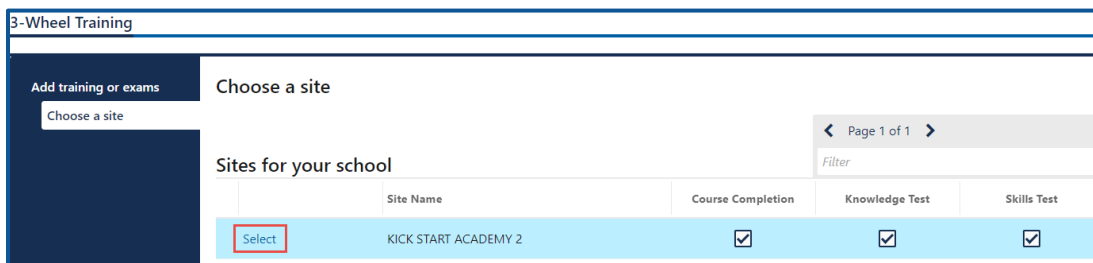 3-Wheel Training
Add training or exams
Choose a site
Choose a site
Page 1 of 1
Sites for your school
Filter
Site Name Course Completion Knowledge Test Skills Test
Select KICK START ACADEMY 2